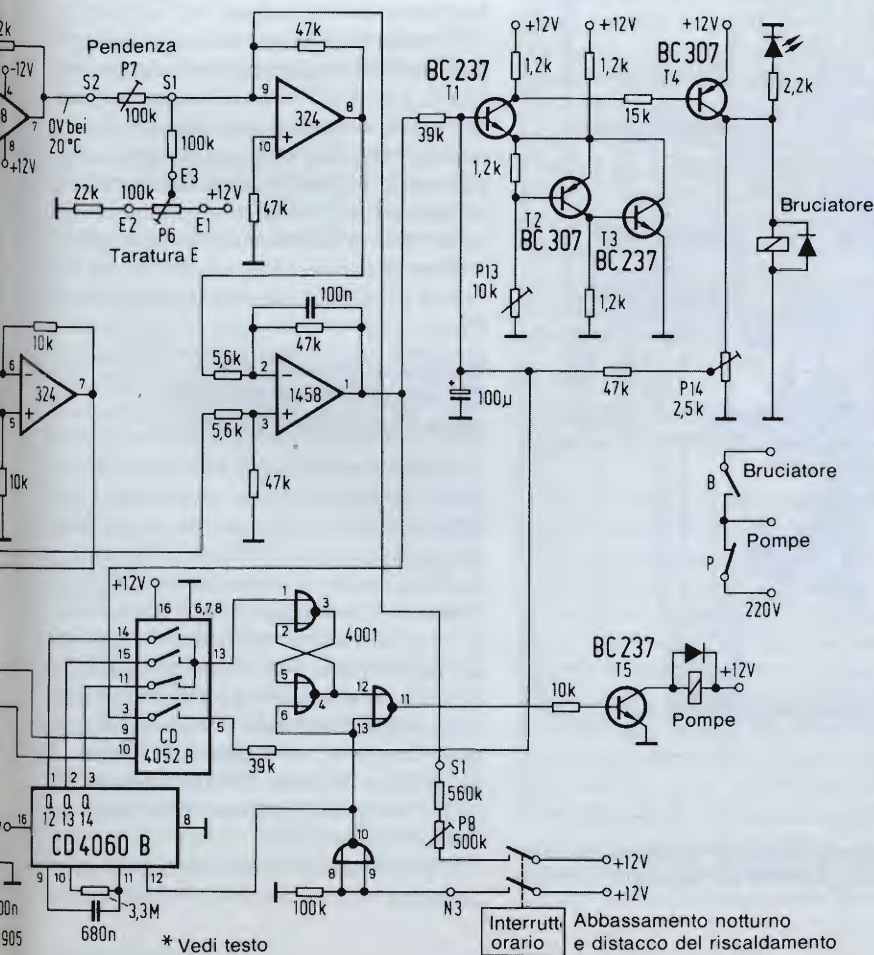 2k
-12V
4
8
7
8
+12V
0V bei
20°C
S2
Pendenza
P7
100k
S1
100k
E3
22k
100k
+12V
E2
P6
E1
Taratura E
47k
9
324
8
10
47k
39k
+12V
1,2k
BC 237
T1
+12V
1,2k
15k
+12V
BC 307
T4
2,2k
1,2k
T2
BC 307
T3
BC 237
P13
10k
1,2k
Bruciatore
10k
6
324
7
5
10k
100n
47k
5,6k
2
1458
1
5,6k
3
47k
+
100µ
47k
P14
2,5k
B
Bruciatore
Pompe
P
220V
+12V
16
6,7,8
14
15
11
3
9
10
13
5
CD
4052 B
1
2
3
4001
5
6
4
12
13
11
10k
BC 237
T5
+12V
Pompe
39k
S1
560k
P8
500k
1 2 3
Q Q Q
12 13 14
16
8
CD 4060 B
9 10 11 12
3,3M
680n
10
8
9
100k
N3
+12V
+12V
Interrutt
orario
Abbassamento notturno
e distacco del riscaldamento
00n
905
* Vedi testo